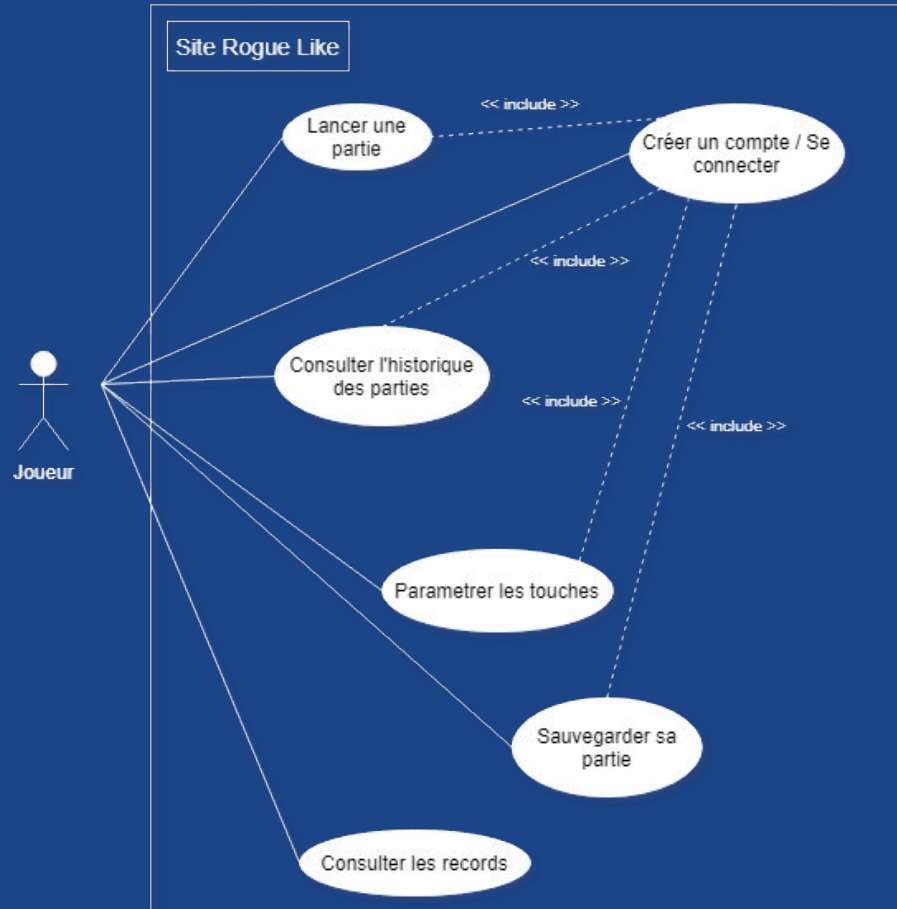 Site Rogue Like
<< include >>
Lancer une
partie
Créer un compte / Se
connecter
<< include >>
Consulter l'historique
des parties
<< include >>
<< include >>
Joueur
Parametrer les touches
Sauvegarder sa
partie
Consulter les records